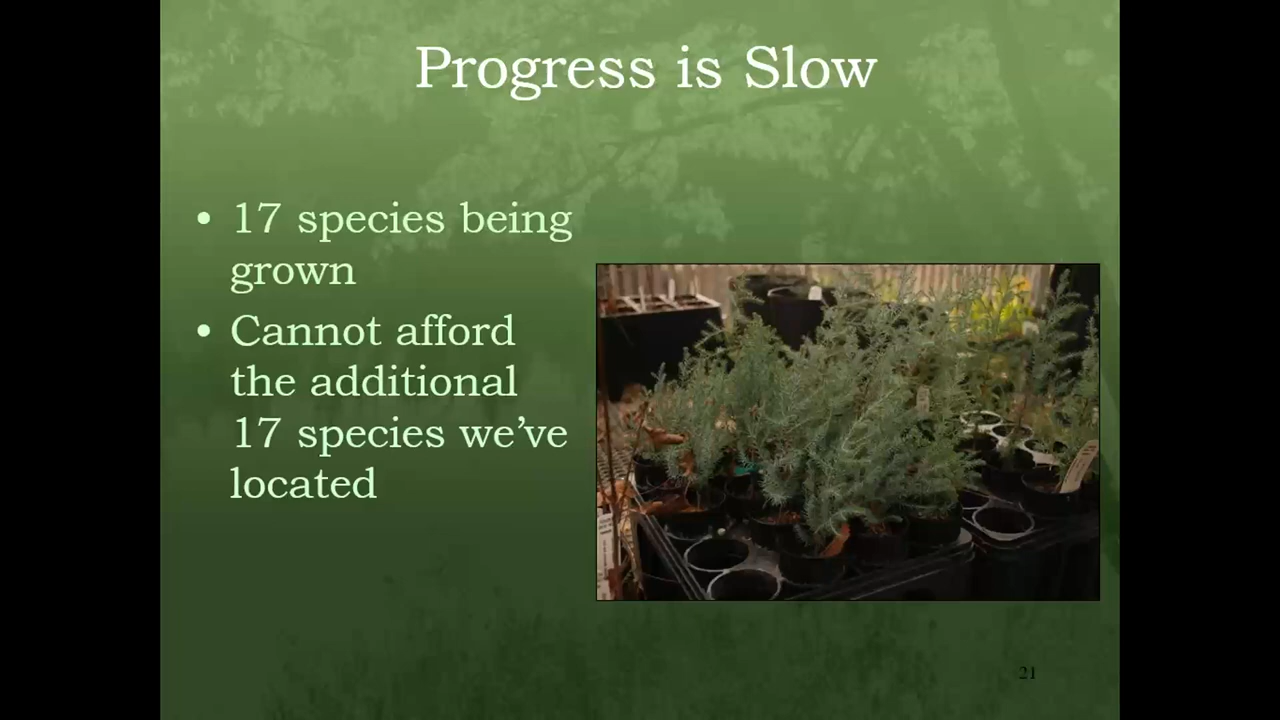 Progress is Slow
• 17 species being
grown
• Cannot afford
the additional
17 species we’ve
located
21